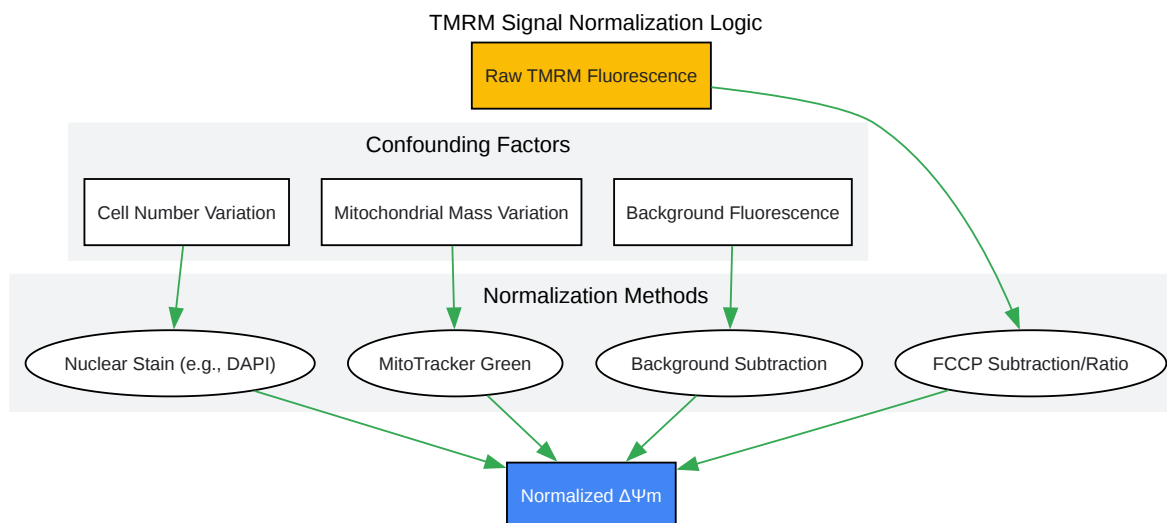 TMRM Signal Normalization Logic
Raw TMRM Fluorescence
Confounding Factors
Cell Number Variation
Mitochondrial Mass Variation
Background Fluorescence
Normalization Methods
Nuclear Stain (e.g., DAPI)
MitoTracker Green
Background Subtraction
FCCP Subtraction/Ratio
Normalized ΔΨm